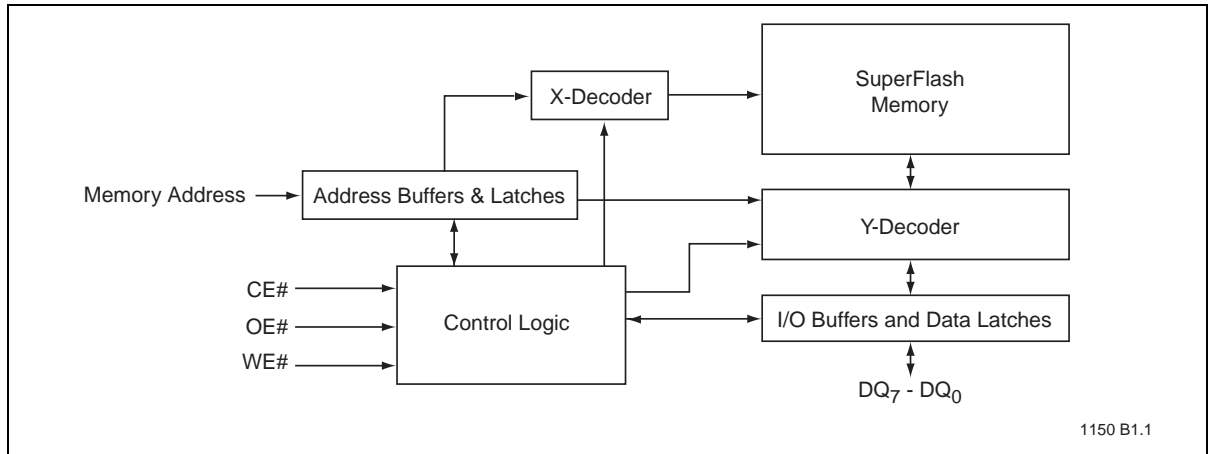 SuperFlash
Memory
X-Decoder
Memory Address
Address Buffers & Latches
Y-Decoder
CE#
OE#
WE#
Control Logic
I/O Buffers and Data Latches
DQ7 - DQ0
1150 B1.1